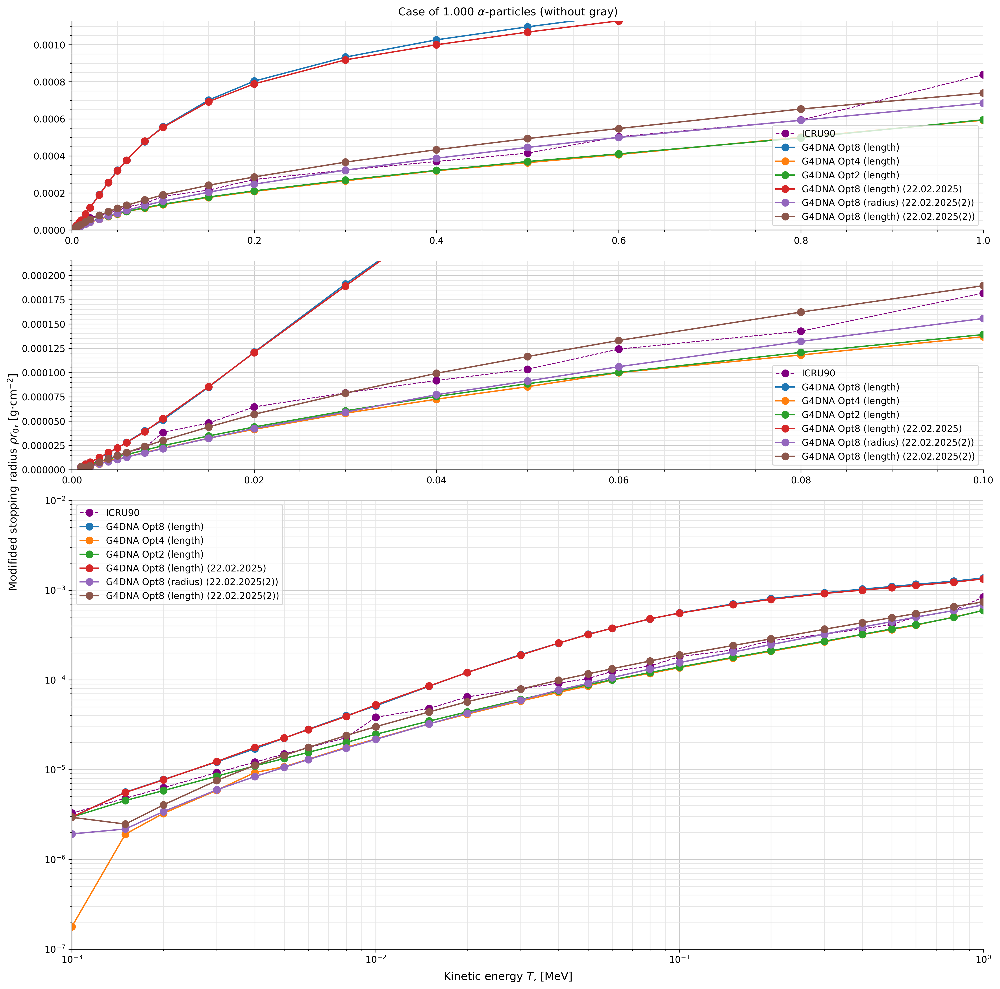 Case of 1.000 α-particles (without gray)
0.0010
0.0008
0.0006
0.0004
0.0002
0.0000
ICRU90
G4DNA Opt8 (length)
G4DNA Opt4 (length)
G4DNA Opt2 (length)
G4DNA Opt8 (length) (22.02.2025)
G4DNA Opt8 (radius) (22.02.2025(2))
G4DNA Opt8 (length) (22.02.2025(2))
0.0 0.2 0.4 0.6 0.8 1.0
Modifided stopping radius ρr₀, [g·cm⁻²]
0.000200
0.000175
0.000150
0.000125
0.000100
0.000075
0.000050
0.000025
0.000000
ICRU90
G4DNA Opt8 (length)
G4DNA Opt4 (length)
G4DNA Opt2 (length)
G4DNA Opt8 (length) (22.02.2025)
G4DNA Opt8 (radius) (22.02.2025(2))
G4DNA Opt8 (length) (22.02.2025(2))
0.00 0.02 0.04 0.06 0.08 0.10
10⁻²
10⁻³
10⁻⁴
10⁻⁵
10⁻⁶
10⁻⁷
ICRU90
G4DNA Opt8 (length)
G4DNA Opt4 (length)
G4DNA Opt2 (length)
G4DNA Opt8 (length) (22.02.2025)
G4DNA Opt8 (radius) (22.02.2025(2))
G4DNA Opt8 (length) (22.02.2025(2))
10⁻³ 10⁻² 10⁻¹ 10⁰
Kinetic energy T, [MeV]